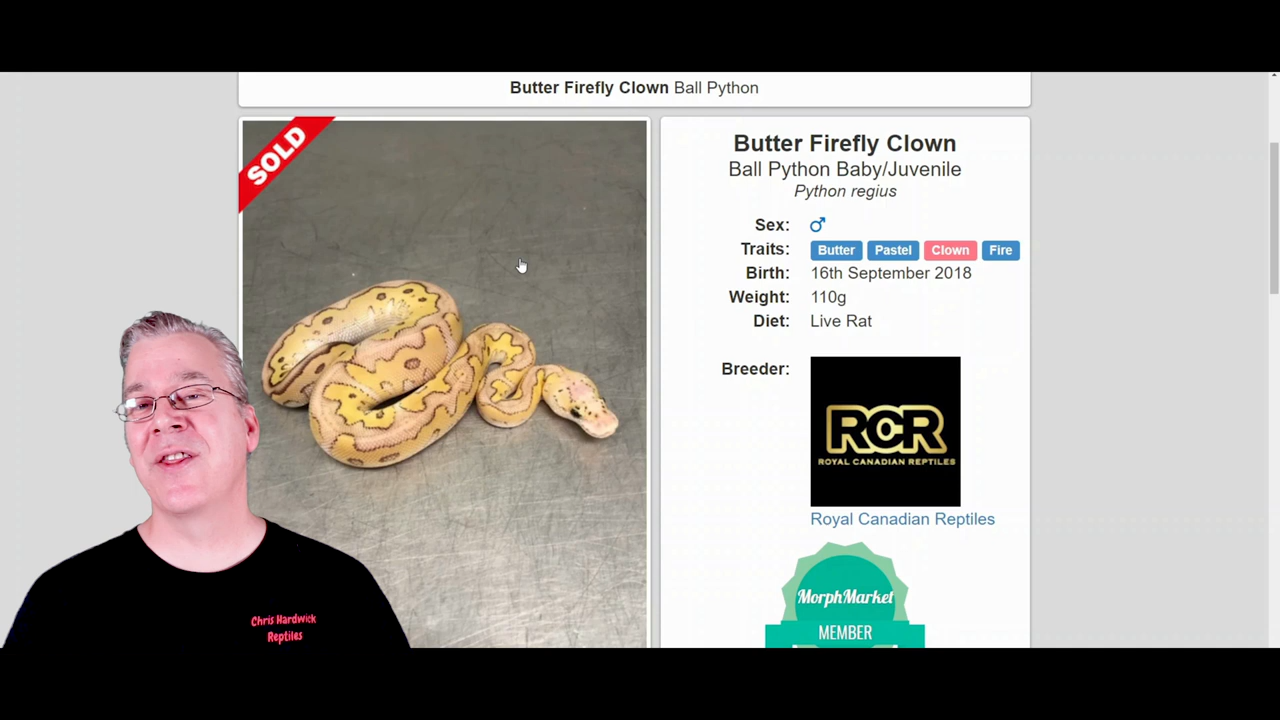 Butter Firefly Clown Ball Python
SOLD
Butter Firefly Clown
Ball Python Baby/Juvenile
Python regius
Sex: ♂
Traits: Butter Pastel Clown Fire
Birth: 16th September 2018
Weight: 110g
Diet: Live Rat
Breeder:
RCR
ROYAL CANADIAN REPTILES
Royal Canadian Reptiles
MorphMarket
MEMBER
Chris Hardwick
Reptiles